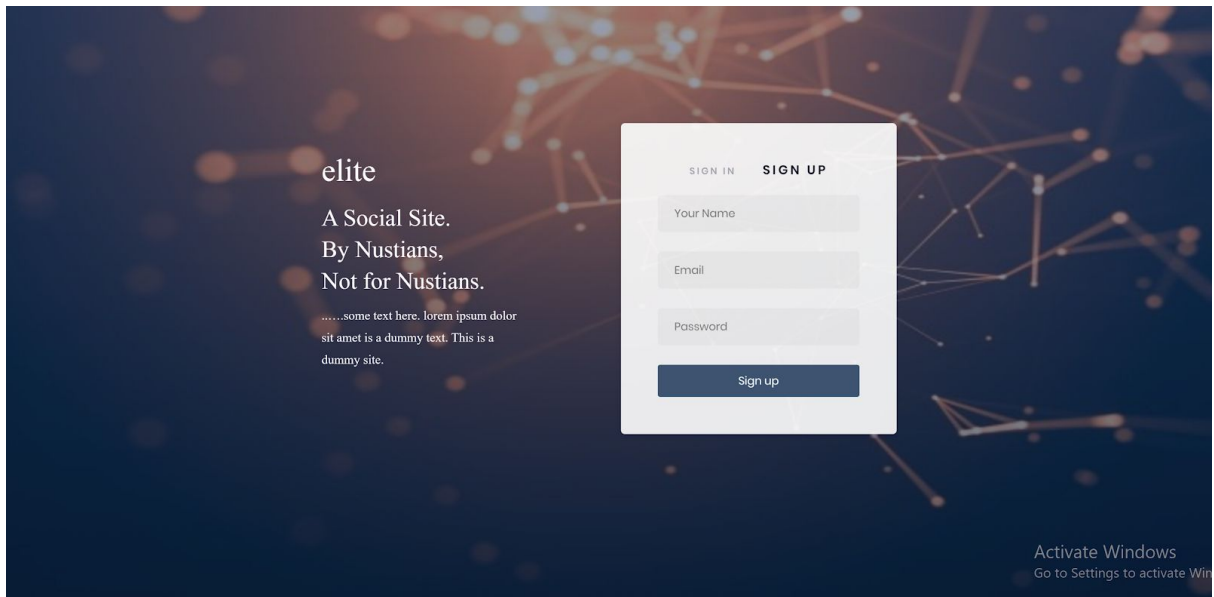 elite
A Social Site.
By Nustians,
Not for Nustians.
.…..some text here. lorem ipsum dolor
sit amet is a dummy text. This is a
dummy site.
SIGN IN SIGN UP
Your Name
Email
Password
Sign up
Activate Windows
Go to Settings to activate Win